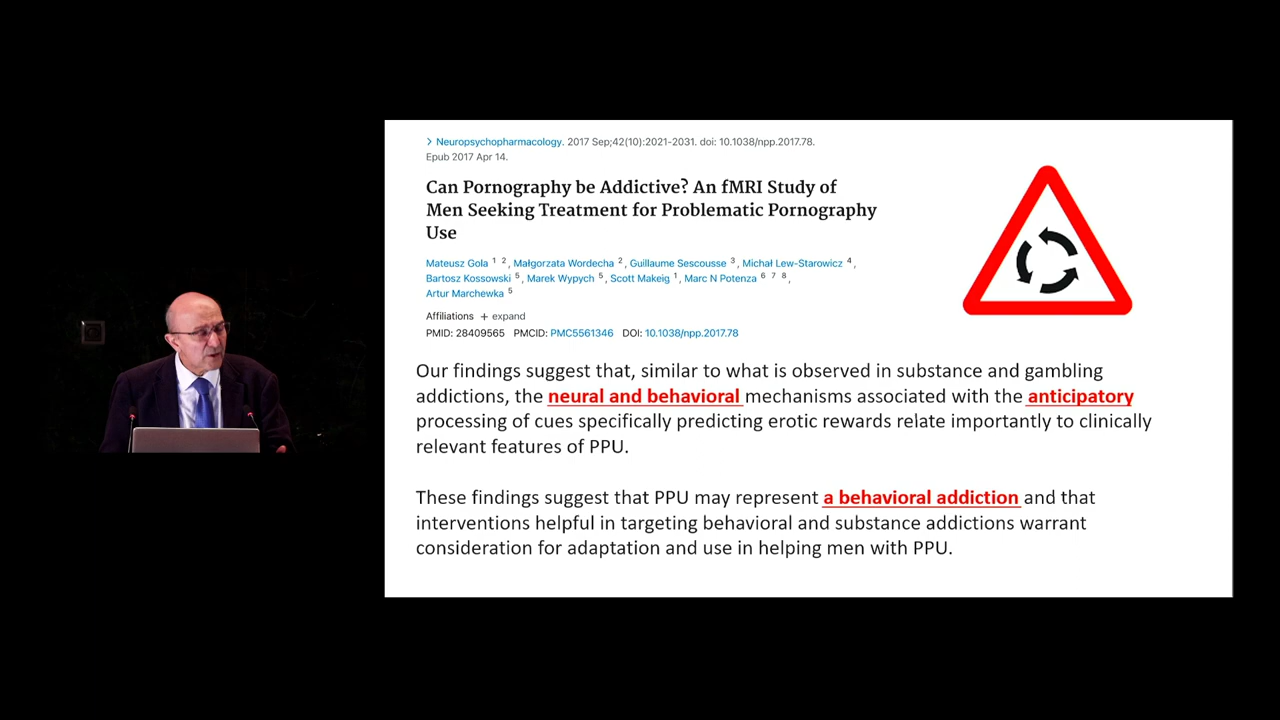 > Neuropsychopharmacology. 2017 Sep;42(10):2021-2031. doi: 10.1038/npp.2017.78.
Epub 2017 Apr 14.
Can Pornography be Addictive? An fMRI Study of
Men Seeking Treatment for Problematic Pornography
Use
Mateusz Gola 1 2, Małgorzata Wordecha 2, Guillaume Sescousse 3, Michał Lew-Starowicz 4,
Bartosz Kossowski 5, Marek Wypych 5, Scott Makeig 1, Marc N Potenza 6 7 8,
Artur Marchewka 5
Affiliations + expand
PMID: 28409565 PMCID: PMC5561346 DOI: 10.1038/npp.2017.78
Our findings suggest that, similar to what is observed in substance and gambling
addictions, the neural and behavioral mechanisms associated with the anticipatory
processing of cues specifically predicting erotic rewards relate importantly to clinically
relevant features of PPU.
These findings suggest that PPU may represent a behavioral addiction and that
interventions helpful in targeting behavioral and substance addictions warrant
consideration for adaptation and use in helping men with PPU.